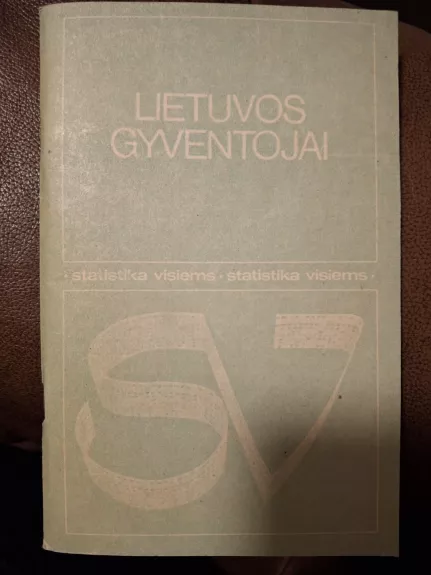 LIETUVOS
GYVENTOJAI
· statistika visiems · statistika visiems ·
SV